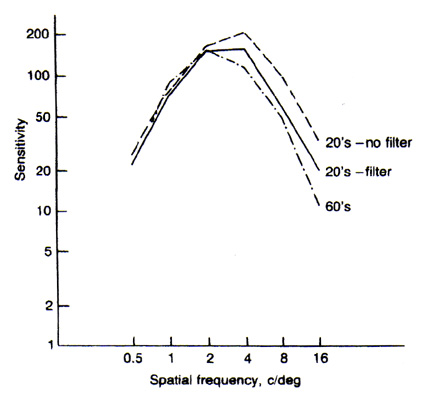 200
100
50
20
10
5
2
1
Sensitivity
20's – no filter
20's – filter
60's
0.5 1 2 4 8 16
Spatial frequency, c/deg